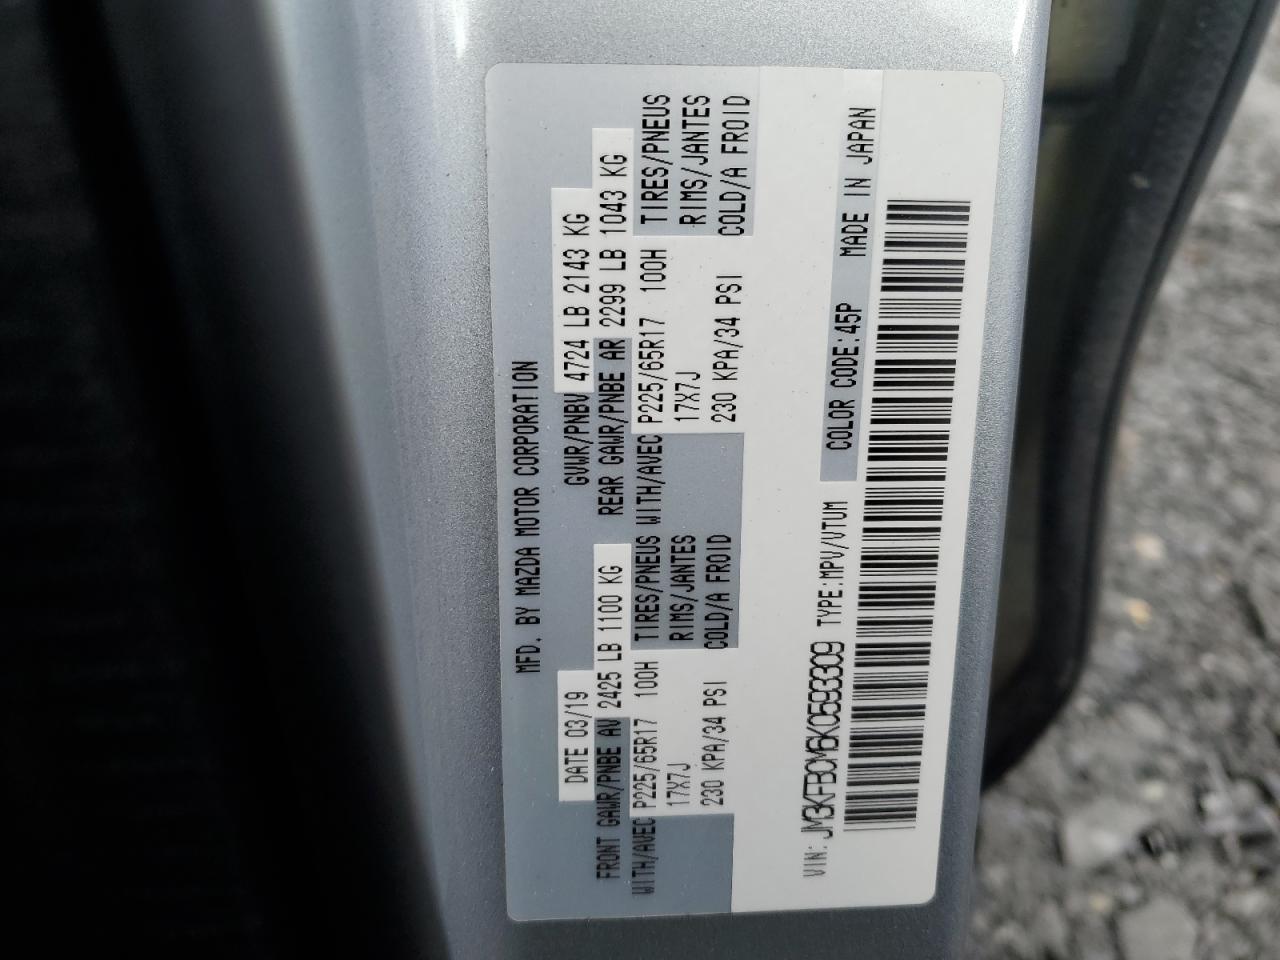 MFD. BY MAZDA MOTOR CORPORATION
DATE 03/19 GVWR/PNBV 4724 LB 2143 KG
FRONT GAWR/PNBE AV 2425 LB 1100 KG REAR GAWR/PNBE AR 2299 LB 1043 KG
WITH/AVEC P225/65R17 100H TIRES/PNEUS WITH/AVEC P225/65R17 100H TIRES/PNEUS
17X7J RIMS/JANTES 17X7J RIMS/JANTES
230 KPA/34 PSI COLD/A FROID 230 KPA/34 PSI COLD/A FROID
VIN: JM3KFBCM6K0593309 TYPE:MPV/VTUM COLOR CODE:45P MADE IN JAPAN